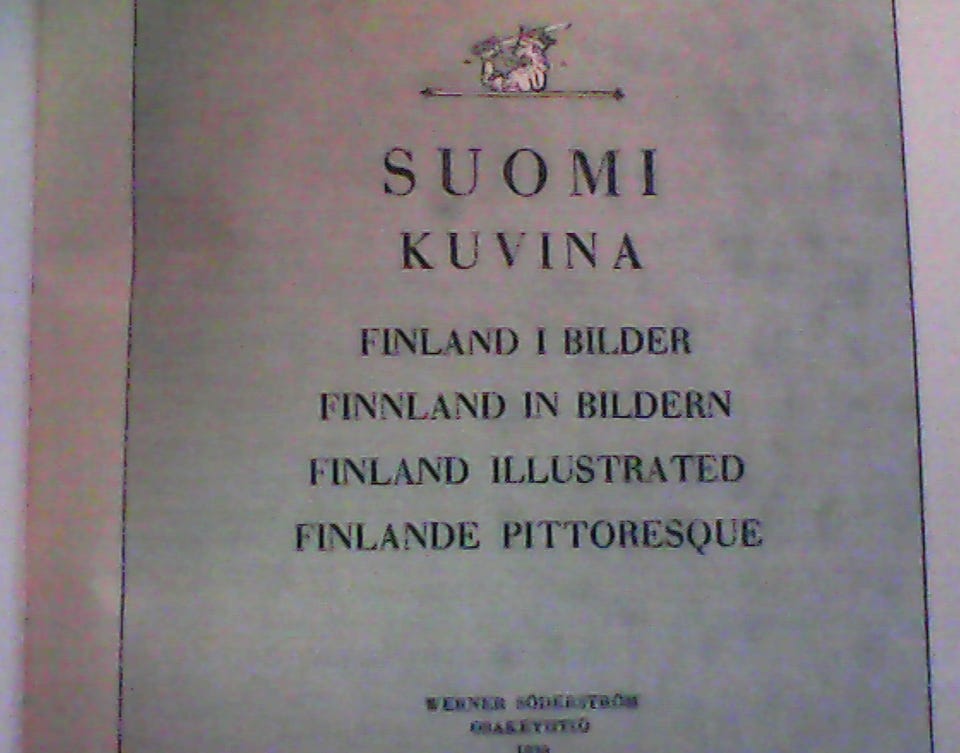 SUOMI
KUVINA
FINLAND I BILDER
FINNLAND IN BILDERN
FINLAND ILLUSTRATED
FINLANDE PITTORESQUE
WERNER SÖDERSTRÖM
OSAKEYHTIÖ